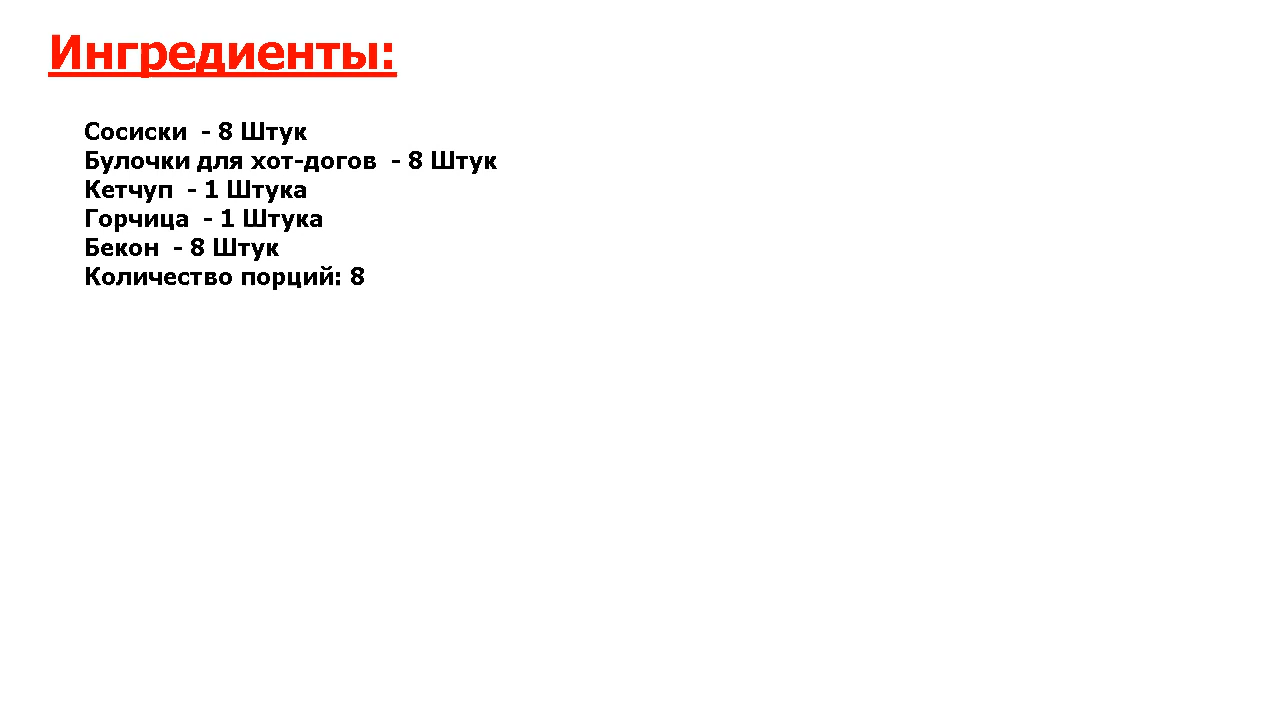 Ингредиенты:
Сосиски  - 8 Штук
Булочки для хот-догов  - 8 Штук
Кетчуп  - 1 Штука
Горчица  - 1 Штука
Бекон  - 8 Штук
Количество порций: 8